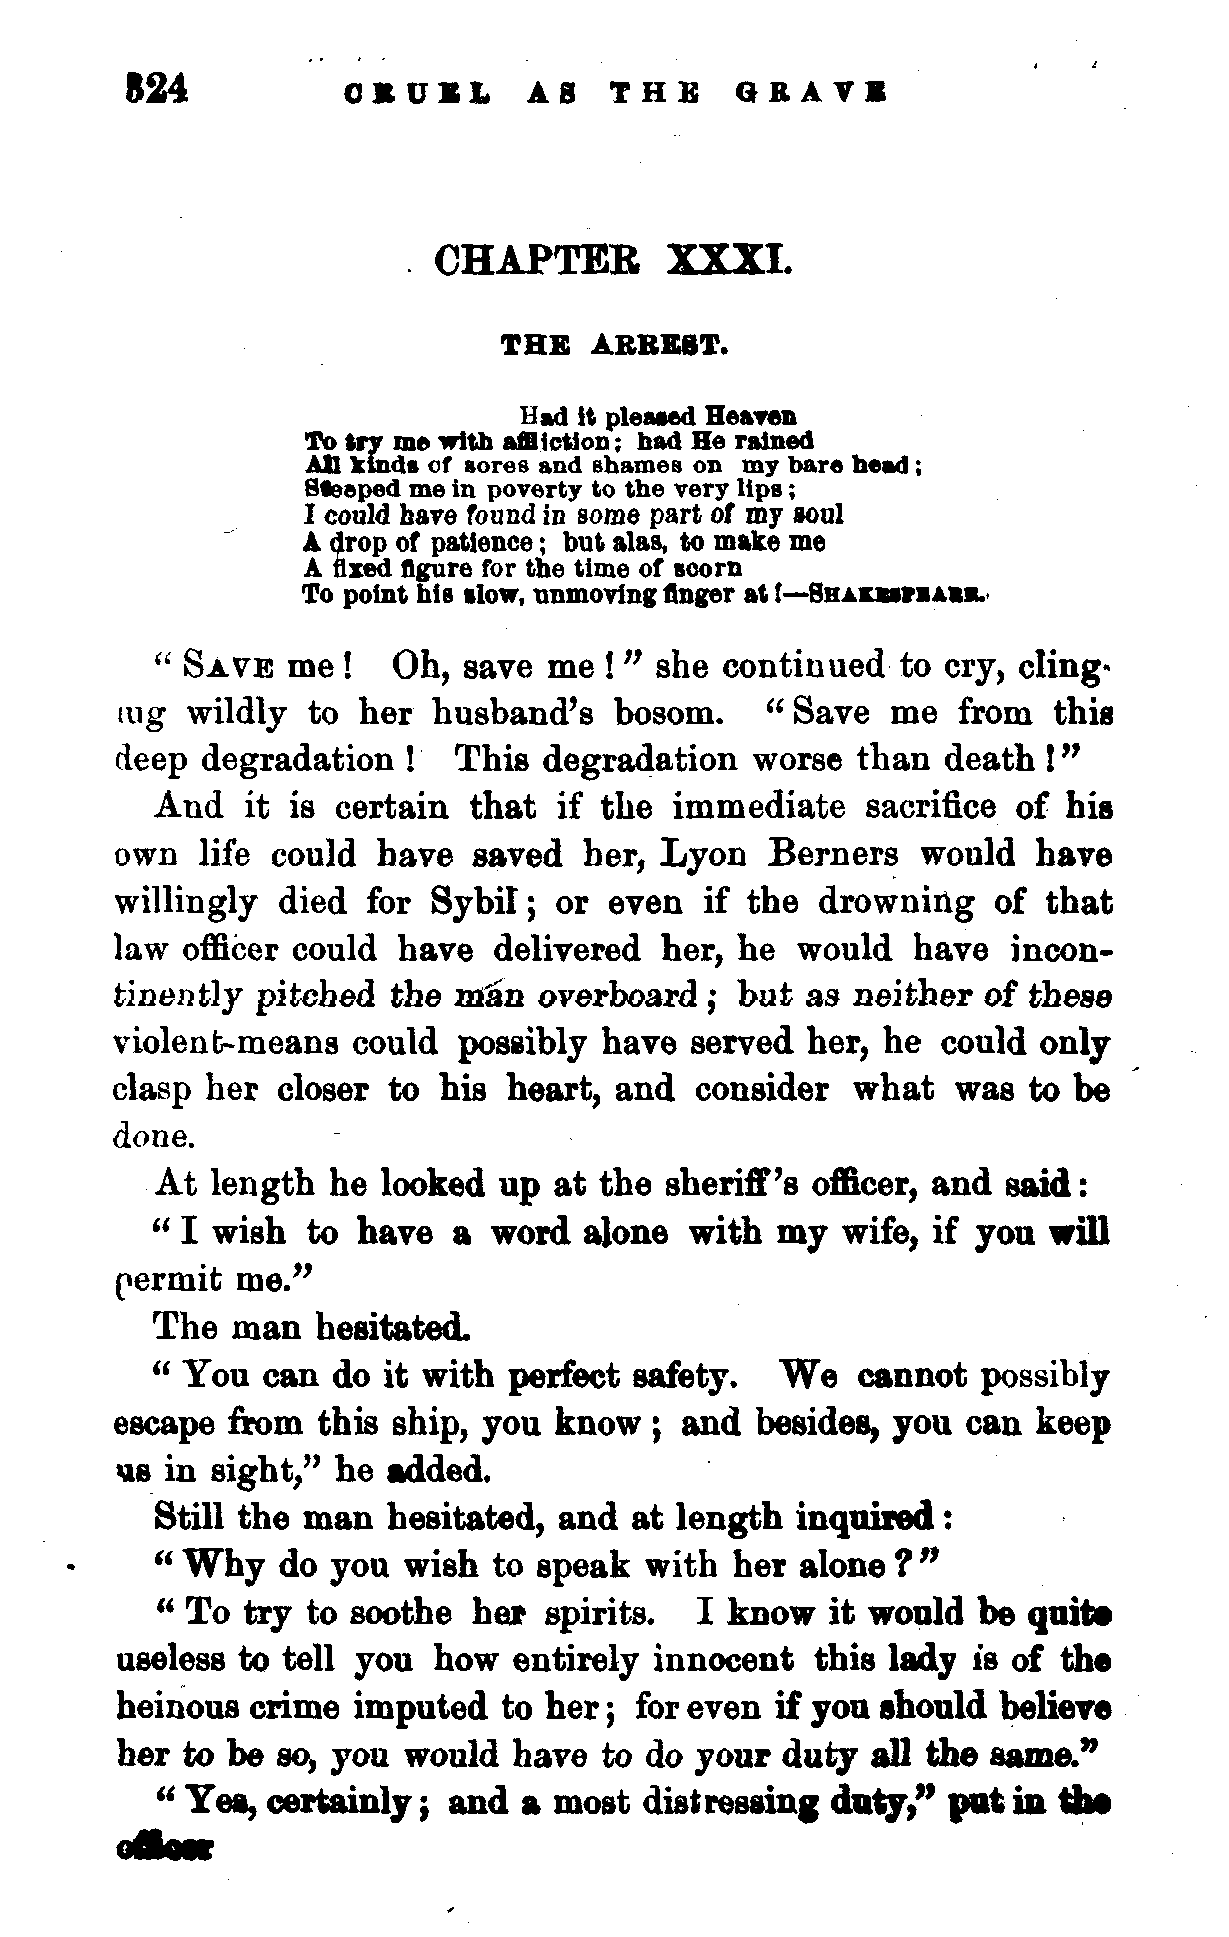 324 CRUEL AS THE GRAVE
CHAPTER XXXI.
THE ARREST.
Had it pleased Heaven
To try me with affliction; had He rained
All kinds of sores and shames on my bare head;
Steeped me in poverty to the very lips;
I could have found in some part of my soul
A drop of patience; but alas, to make me
A fixed figure for the time of scorn
To point his slow, unmoving finger at!—SHAKESPEARE.
"SAVE me! Oh, save me!" she continued to cry, cling-
ing wildly to her husband's bosom. "Save me from this
deep degradation! This degradation worse than death!"
And it is certain that if the immediate sacrifice of his
own life could have saved her, Lyon Berners would have
willingly died for Sybil; or even if the drowning of that
law officer could have delivered her, he would have incon-
tinently pitched the man overboard; but as neither of these
violent-means could possibly have served her, he could only
clasp her closer to his heart, and consider what was to be
done.
At length he looked up at the sheriff's officer, and said:
"I wish to have a word alone with my wife, if you will
permit me."
The man hesitated.
"You can do it with perfect safety. We cannot possibly
escape from this ship, you know; and besides, you can keep
us in sight," he added.
Still the man hesitated, and at length inquired:
"Why do you wish to speak with her alone?"
"To try to soothe her spirits. I know it would be quite
useless to tell you how entirely innocent this lady is of the
heinous crime imputed to her; for even if you should believe
her to be so, you would have to do your duty all the same."
"Yes, certainly; and a most distressing duty," put in the
officer